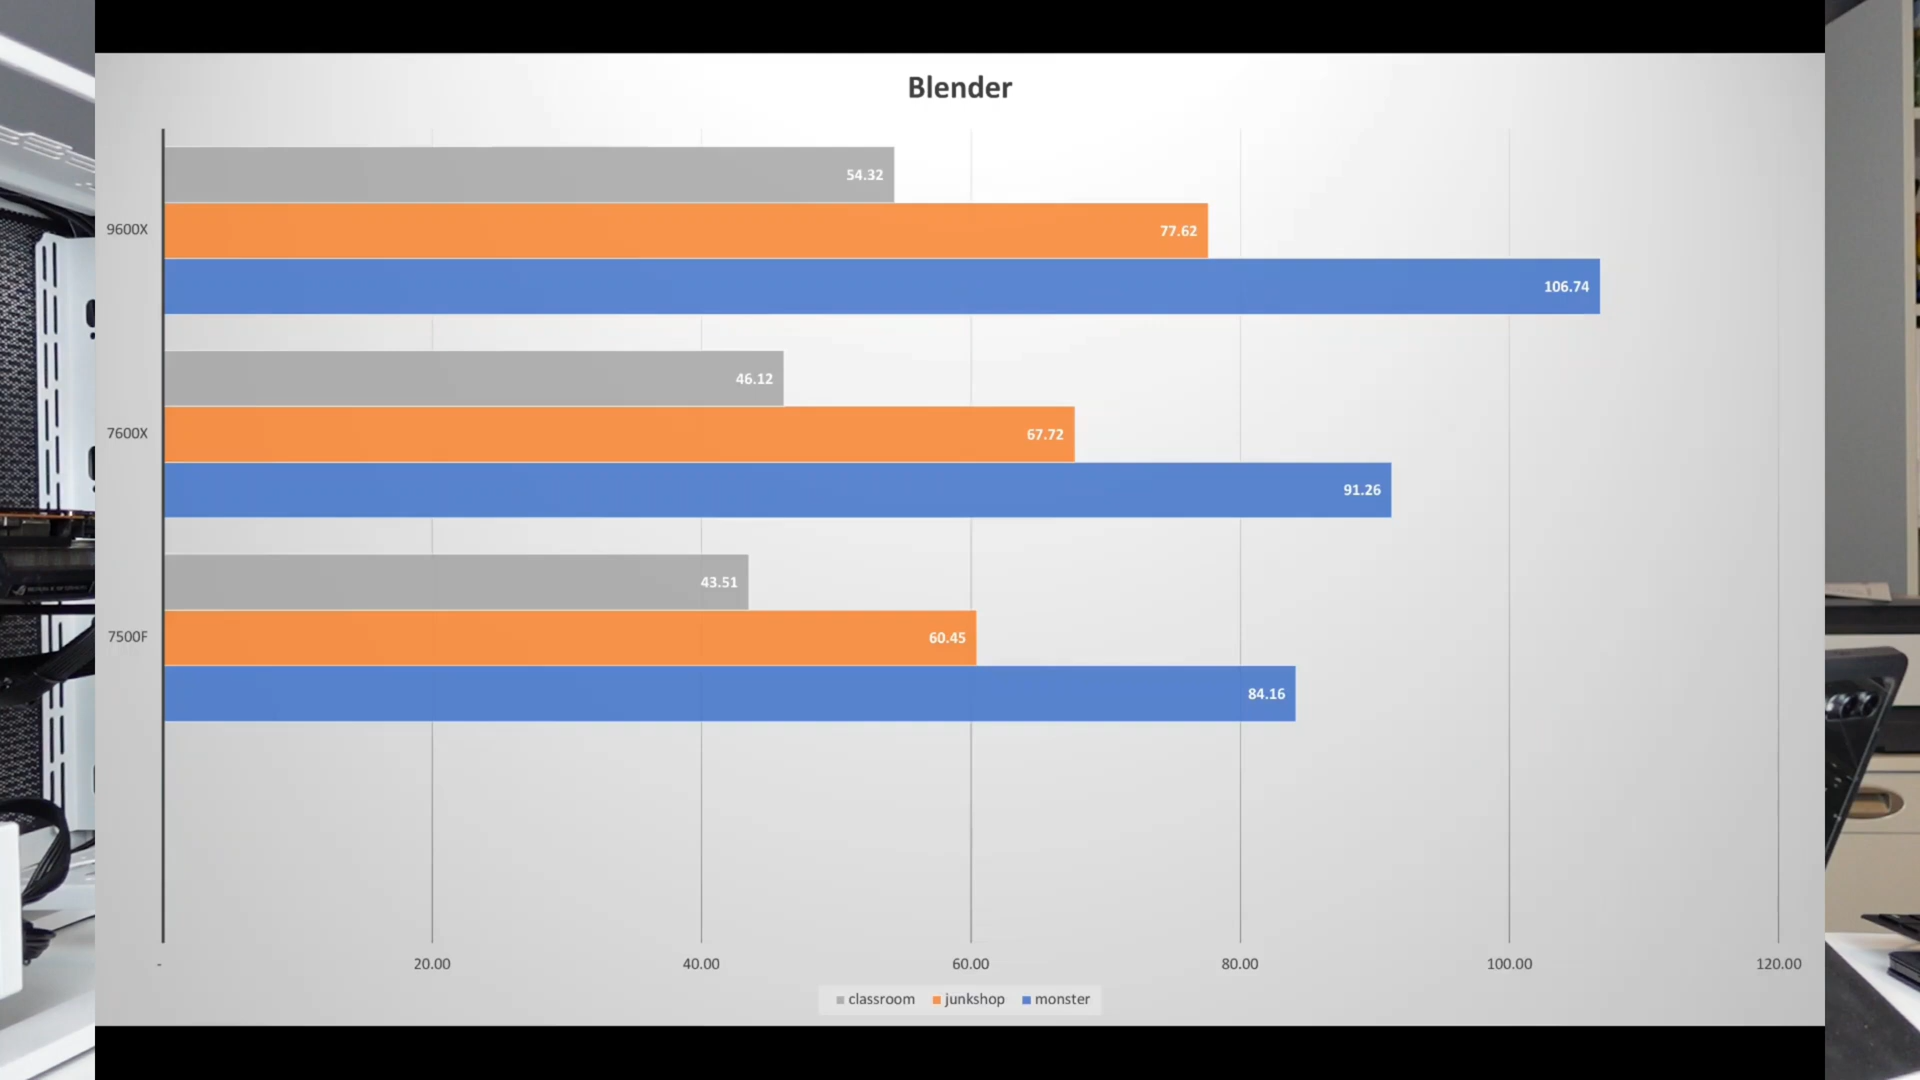 Blender
54.32
9600X
77.62
106.74
46.12
7600X
67.72
91.26
43.51
7500F
60.45
84.16
- 20.00 40.00 60.00 80.00 100.00 120.00
classroom junkshop monster